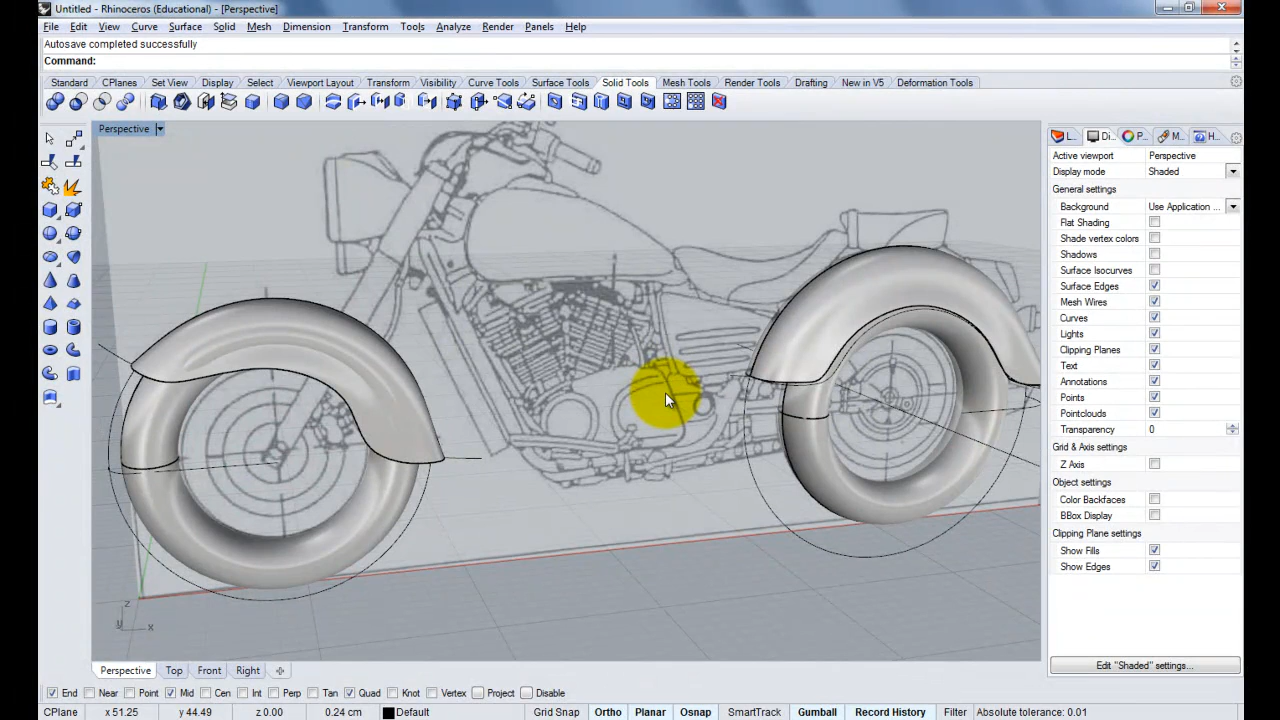 Untitled - Rhinoceros (Educational) - [Perspective]
File Edit View Curve Surface Solid Mesh Dimension Transform Tools Analyze Render Panels Help
Autosave completed successfully
Command:
Standard CPlanes Set View Display Select Viewport Layout Transform Visibility Curve Tools Surface Tools Solid Tools Mesh Tools Render Tools Drafting New in V5 Deformation Tools
Perspective
L... Di... P... M... H...
Active viewport Perspective
Display mode Shaded
General settings
Background Use Application ...
Flat Shading
Shade vertex colors
Shadows
Surface Isocurves
Surface Edges
Mesh Wires
Curves
Lights
Clipping Planes
Text
Annotations
Points
Pointclouds
Transparency 0
Grid & Axis settings
Z Axis
Object settings
Color Backfaces
BBox Display
Clipping Plane settings
Show Fills
Show Edges
z
y x
Perspective Top Front Right
Edit "Shaded" settings...
End Near Point Mid Cen Int Perp Tan Quad Knot Vertex Project Disable
CPlane x 51.25 y 44.49 z 0.00 0.24 cm Default Grid Snap Ortho Planar Osnap SmartTrack Gumball Record History Filter Absolute tolerance: 0.01